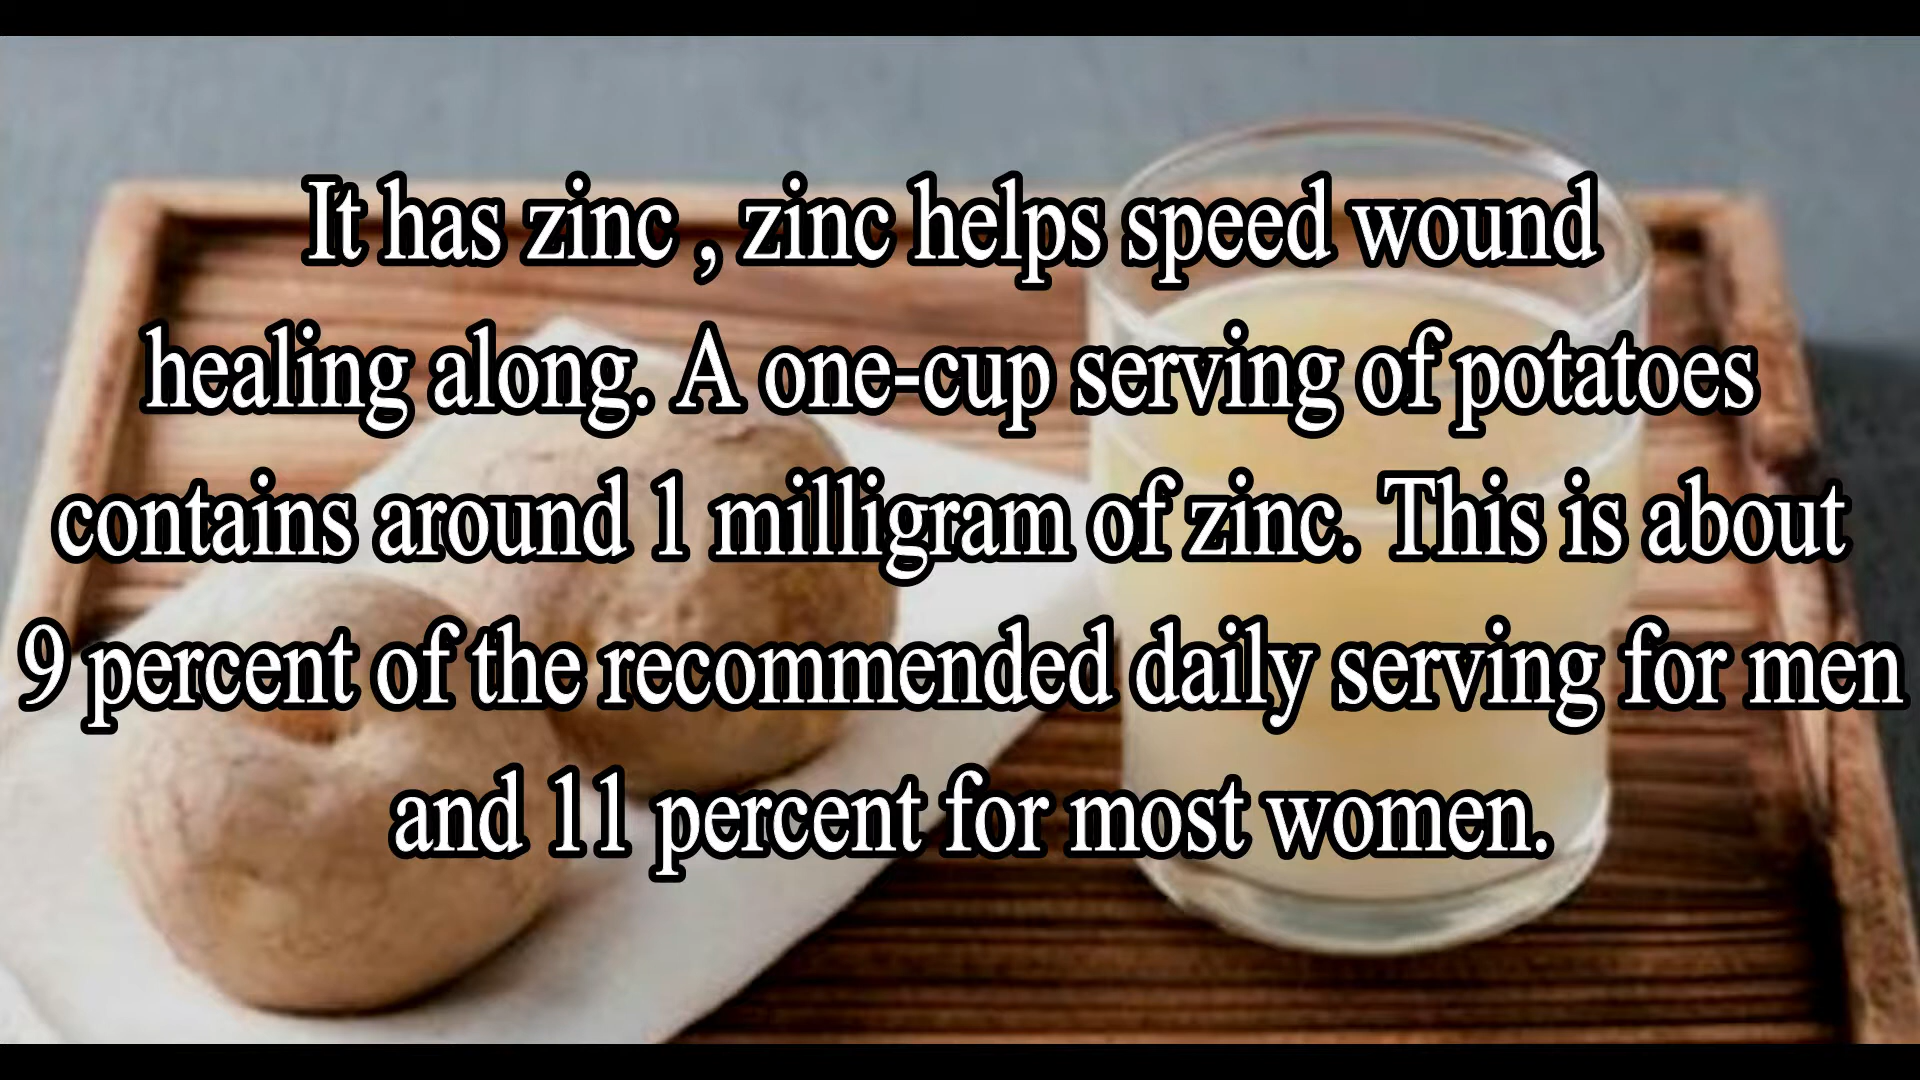 It has zinc , zinc helps speed wound
healing along. A one-cup serving of potatoes
contains around 1 milligram of zinc. This is about
9 percent of the recommended daily serving for men
and 11 percent for most women.